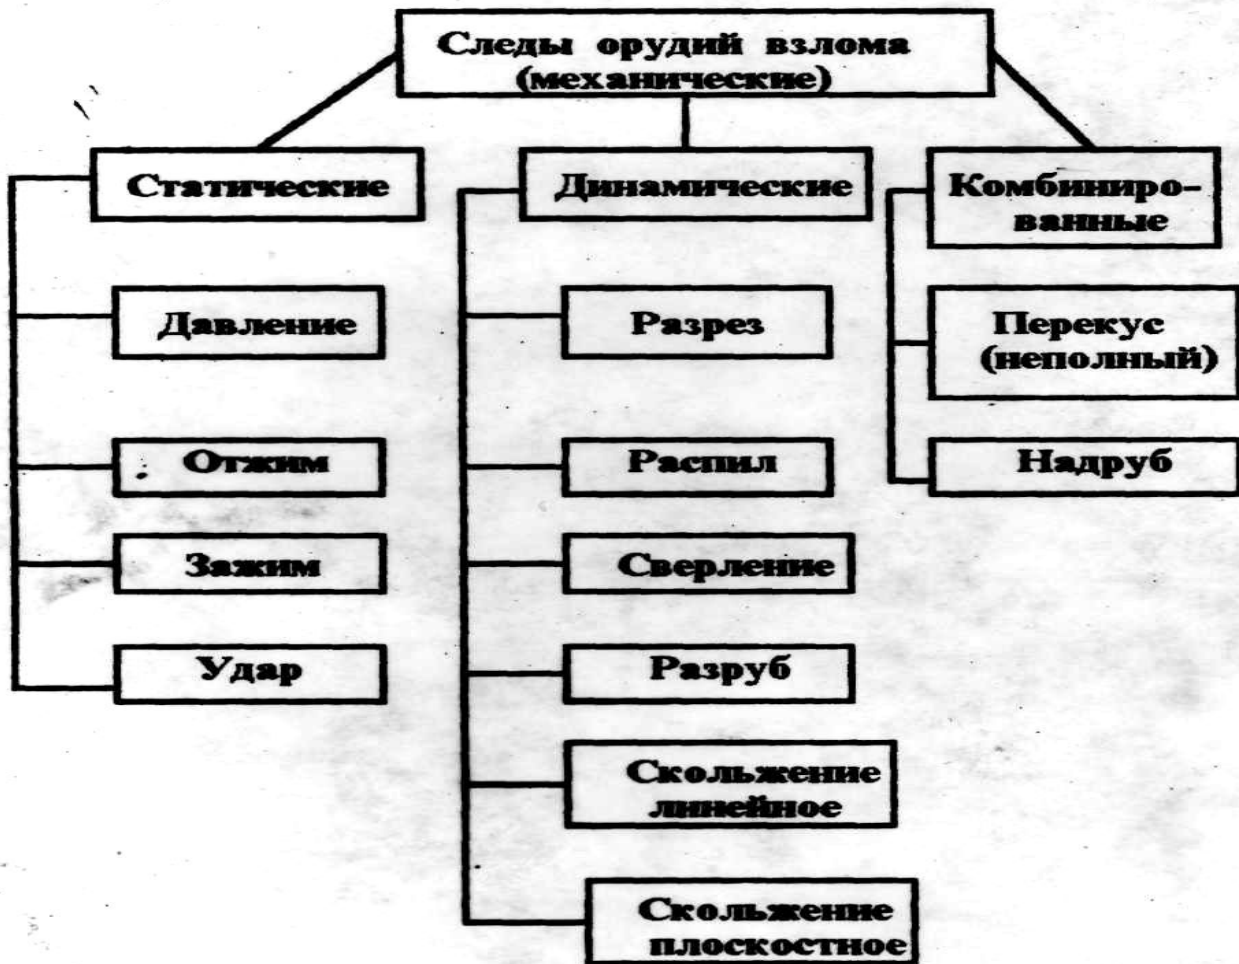 Следы орудий взлома
(механические)
Статические
Динамические
Комбиниро-
ванные
Давление
Отжим
Зажим
Удар
Разрез
Распил
Сверление
Разруб
Скольжение
линейное
Скольжение
плоскостное
Перекус
(неполный)
Надруб